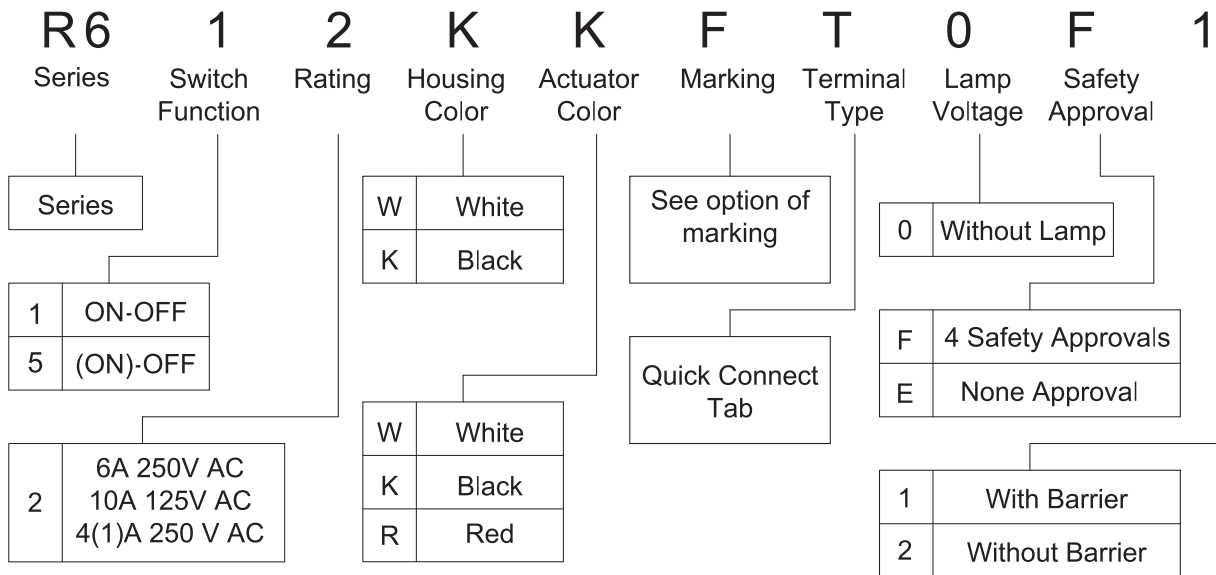 R6 1 2 K K F T 0 F 1
Series Switch Function Rating Housing Color Actuator Color Marking Terminal Type Lamp Voltage Safety Approval
Series
1 ON-OFF
5 (ON)-OFF
2 6A 250V AC
10A 125V AC
4(1)A 250 V AC
W White
K Black
W White
K Black
R Red
See option of
marking
Quick Connect
Tab
0 Without Lamp
F 4 Safety Approvals
E None Approval
1 With Barrier
2 Without Barrier